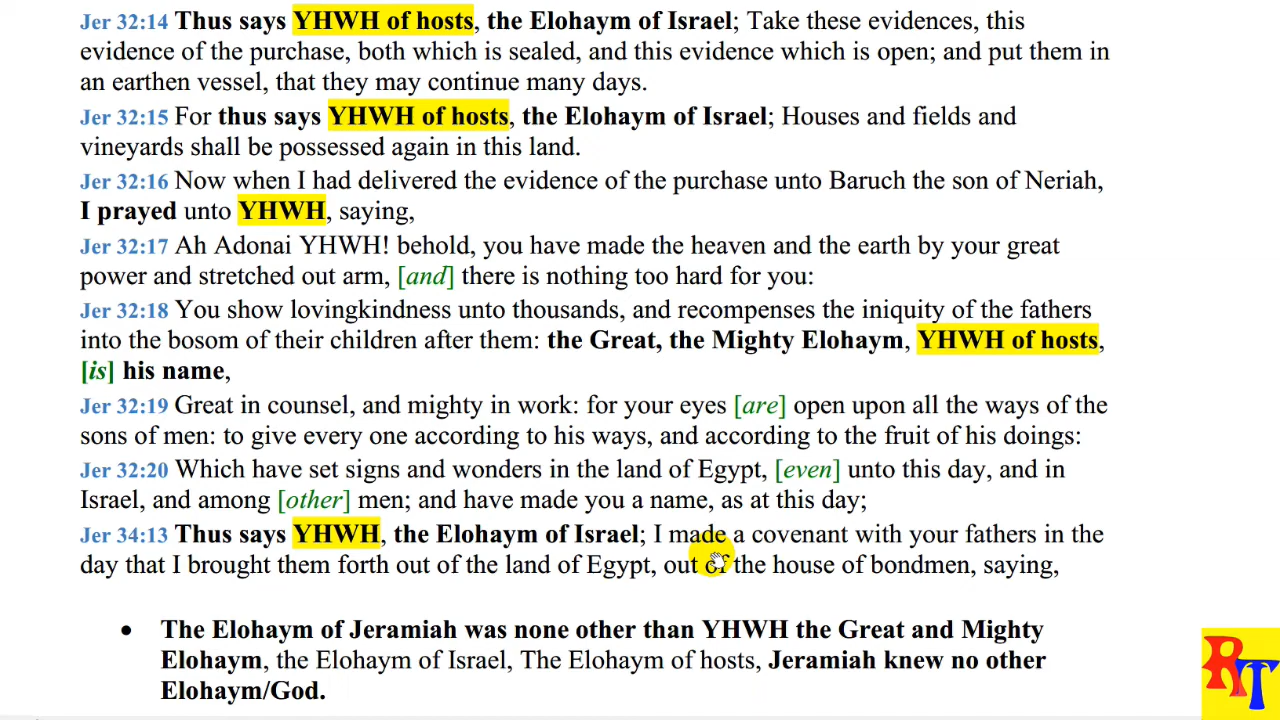 Jer 32:14 Thus says YHWH of hosts, the Elohaym of Israel; Take these evidences, this
evidence of the purchase, both which is sealed, and this evidence which is open; and put them in
an earthen vessel, that they may continue many days.
Jer 32:15 For thus says YHWH of hosts, the Elohaym of Israel; Houses and fields and
vineyards shall be possessed again in this land.
Jer 32:16 Now when I had delivered the evidence of the purchase unto Baruch the son of Neriah,
I prayed unto YHWH, saying,
Jer 32:17 Ah Adonai YHWH! behold, you have made the heaven and the earth by your great
power and stretched out arm, [and] there is nothing too hard for you:
Jer 32:18 You show lovingkindness unto thousands, and recompenses the iniquity of the fathers
into the bosom of their children after them: the Great, the Mighty Elohaym, YHWH of hosts,
[is] his name,
Jer 32:19 Great in counsel, and mighty in work: for your eyes [are] open upon all the ways of the
sons of men: to give every one according to his ways, and according to the fruit of his doings:
Jer 32:20 Which have set signs and wonders in the land of Egypt, [even] unto this day, and in
Israel, and among [other] men; and have made you a name, as at this day;
Jer 34:13 Thus says YHWH, the Elohaym of Israel; I made a covenant with your fathers in the
day that I brought them forth out of the land of Egypt, out of the house of bondmen, saying,
• The Elohaym of Jeramiah was none other than YHWH the Great and Mighty
Elohaym, the Elohaym of Israel, The Elohaym of hosts, Jeramiah knew no other
Elohaym/God.
RT